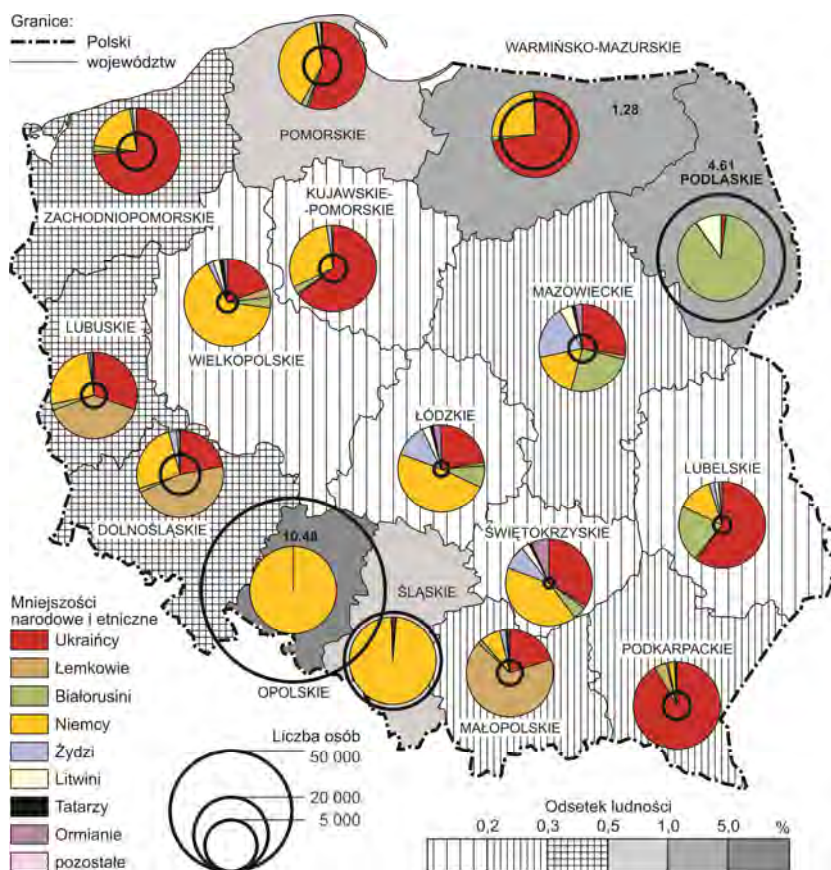 Granice:
Polski
województw
WARMIŃSKO-MAZURSKIE
1,28
POMORSKIE
4.61
PODLASKIE
ZACHODNIOPOMORSKIE
KUJAWSKIE-
-POMORSKIE
MAZOWIECKIE
LUBUSKIE
WIELKOPOLSKIE
ŁÓDZKIE
LUBELSKIE
DOLNOŚLĄSKIE
ŚWIĘTOKRZYSKIE
10.48
ŚLĄSKIE
Mniejszości
narodowe i etniczne
Ukraińcy
Łemkowie
Białorusini
Niemcy
Żydzi
Litwini
Tatarzy
Ormianie
pozostałe
OPOLSKIE
PODKARPACKIE
MAŁOPOLSKIE
Liczba osób
50 000
20 000
5 000
Odsetek ludności
0,2 0,3 0,5 1,0 5,0 %